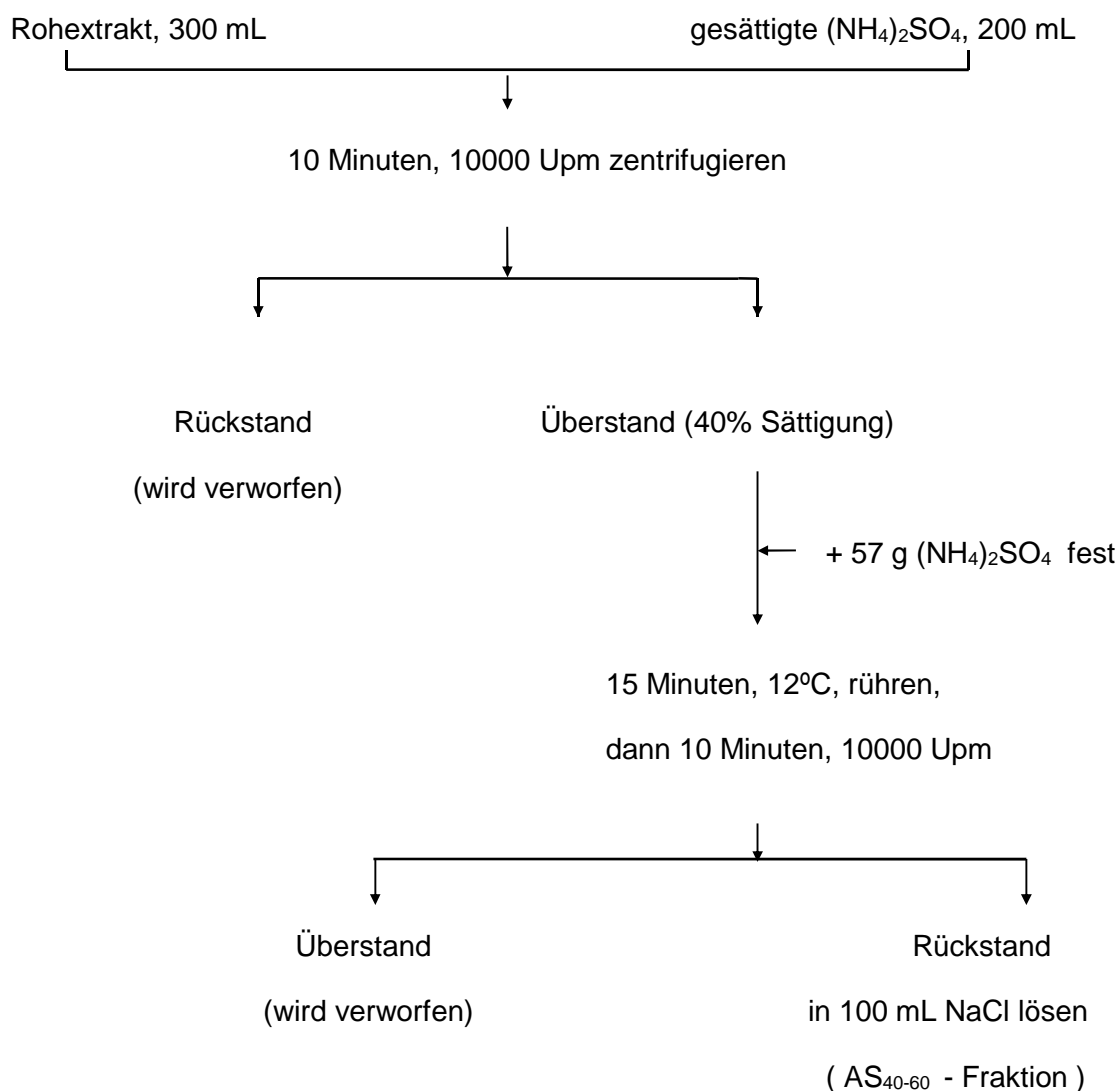 Rohextrakt, 300 mL
gesättigte (NH₄)₂SO₄, 200 mL
10 Minuten, 10000 Upm zentrifugieren
Rückstand
(wird verworfen)
Überstand (40% Sättigung)
+ 57 g (NH₄)₂SO₄ fest
15 Minuten, 12ºC, rühren,
dann 10 Minuten, 10000 Upm
Überstand
(wird verworfen)
Rückstand
in 100 mL NaCl lösen
( AS₄₀₋₆₀ - Fraktion )